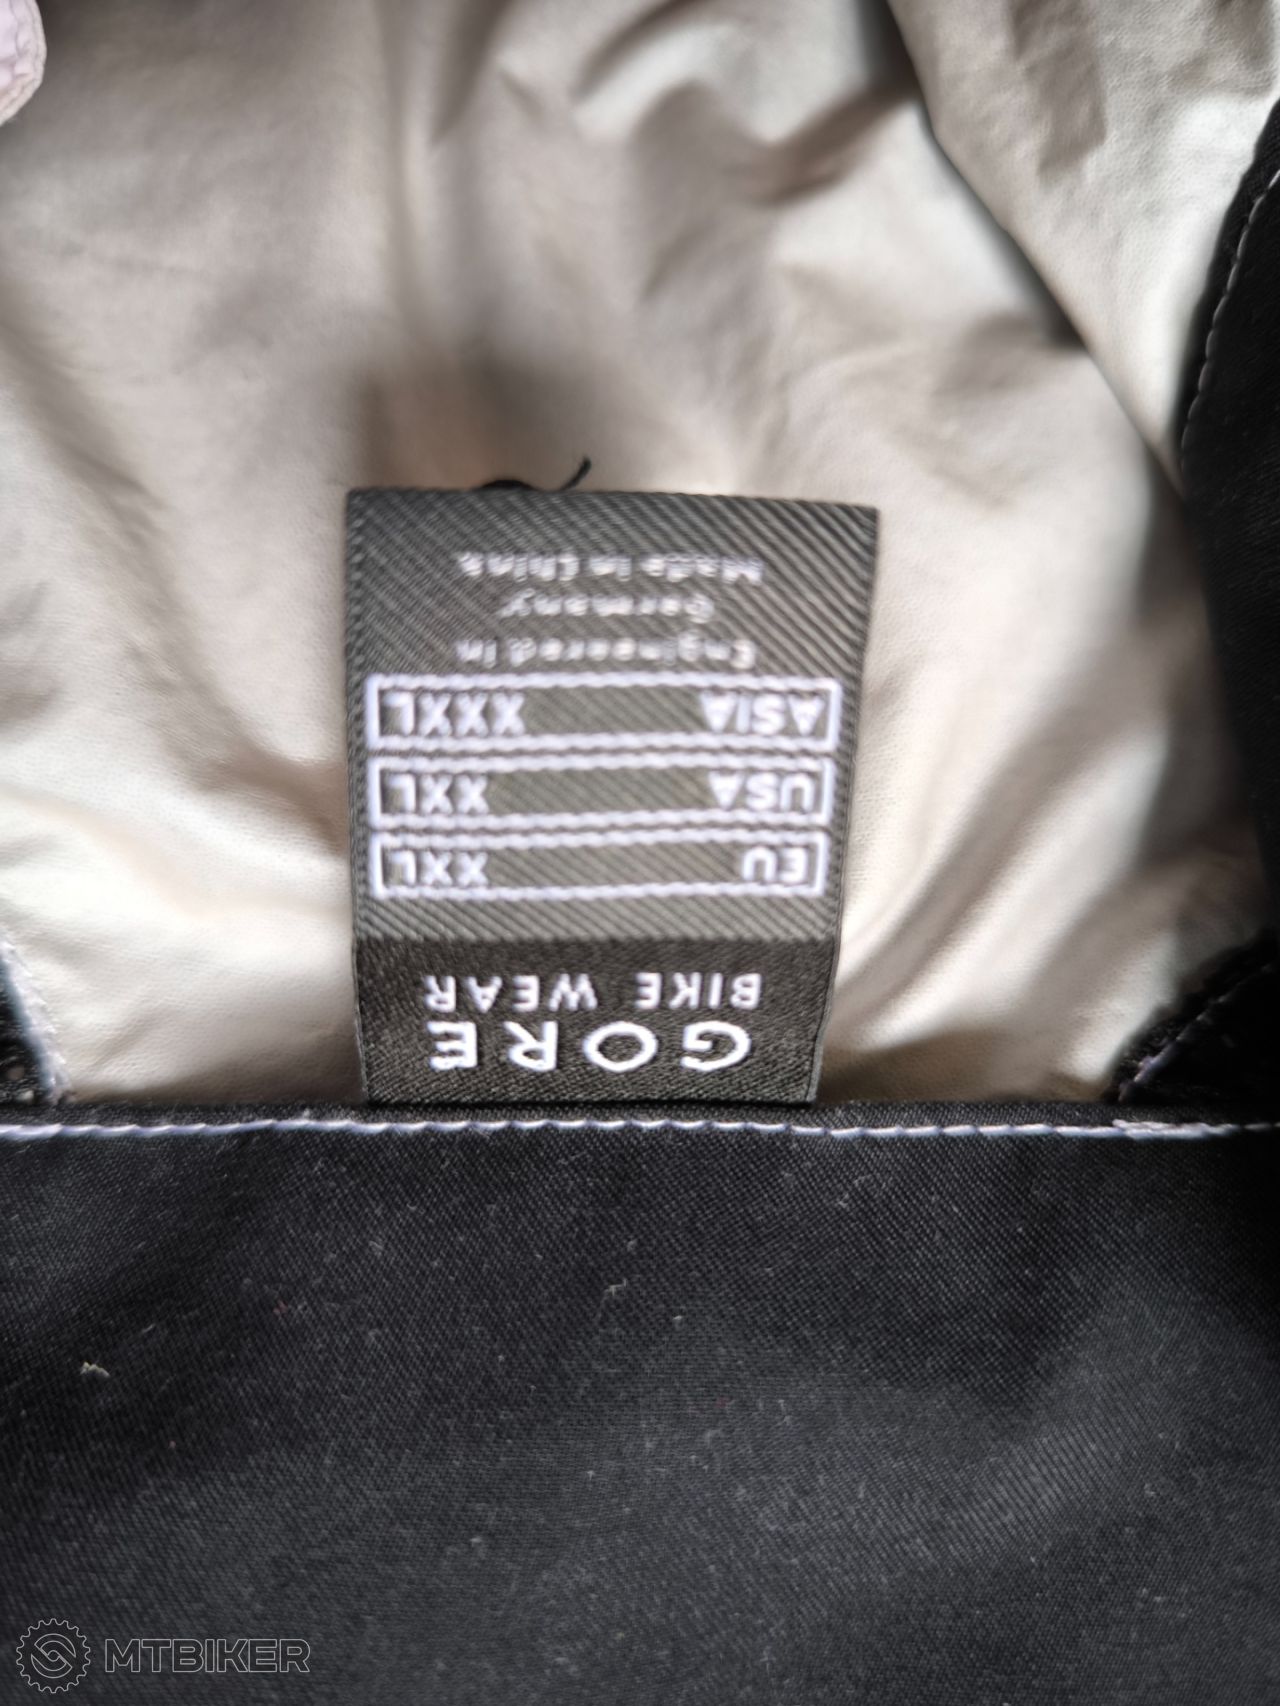 GORE
BIKE WEAR
EU XXL
USA XXL
ASIA XXXL
Engineered in
Germany
Made in China
MTBIKER